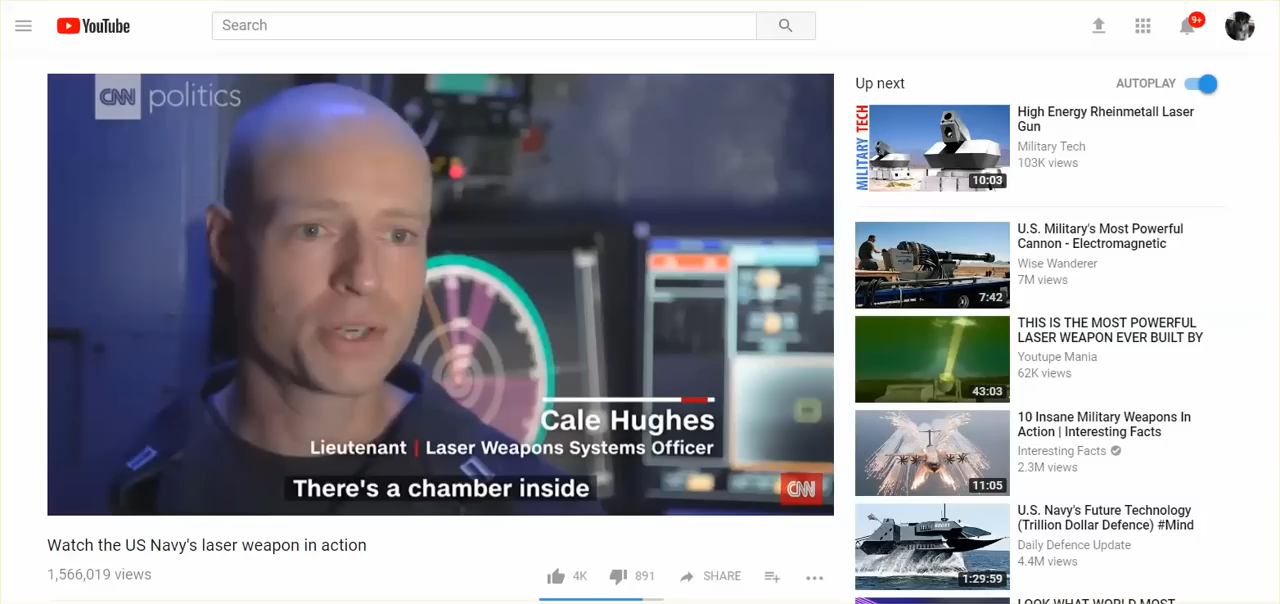 YouTube
Search
9+
CNN politics
Cale Hughes
Lieutenant | Laser Weapons Systems Officer
There's a chamber inside
CNN
Watch the US Navy's laser weapon in action
1,566,019 views
4K
891
SHARE
Up next
AUTOPLAY
MILITARY TECH
10:03
High Energy Rheinmetall Laser
Gun
Military Tech
103K views
7:42
U.S. Military's Most Powerful
Cannon - Electromagnetic
Wise Wanderer
7M views
43:03
THIS IS THE MOST POWERFUL
LASER WEAPON EVER BUILT BY
Youtupe Mania
62K views
11:05
10 Insane Military Weapons In
Action | Interesting Facts
Interesting Facts
2.3M views
1:29:59
U.S. Navy's Future Technology
(Trillion Dollar Defence) #Mind
Daily Defence Update
4.4M views
LOOK WHAT WORLD MOST